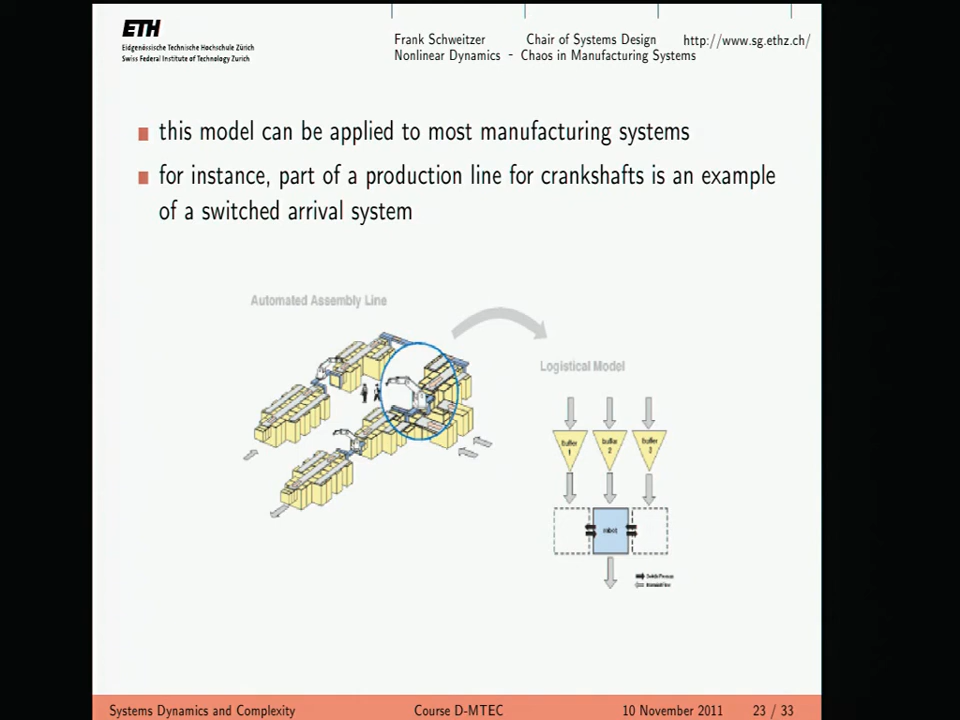 ETH
Eidgenössische Technische Hochschule Zürich
Swiss Federal Institute of Technology Zurich
Frank Schweitzer Chair of Systems Design http://www.sg.ethz.ch/
Nonlinear Dynamics - Chaos in Manufacturing Systems
this model can be applied to most manufacturing systems
for instance, part of a production line for crankshafts is an example
of a switched arrival system
Automated Assembly Line
Logistical Model
Buffer 1
buffer 2
buffer 3
robot
Systems Dynamics and Complexity Course D-MTEC 10 November 2011 23 / 33